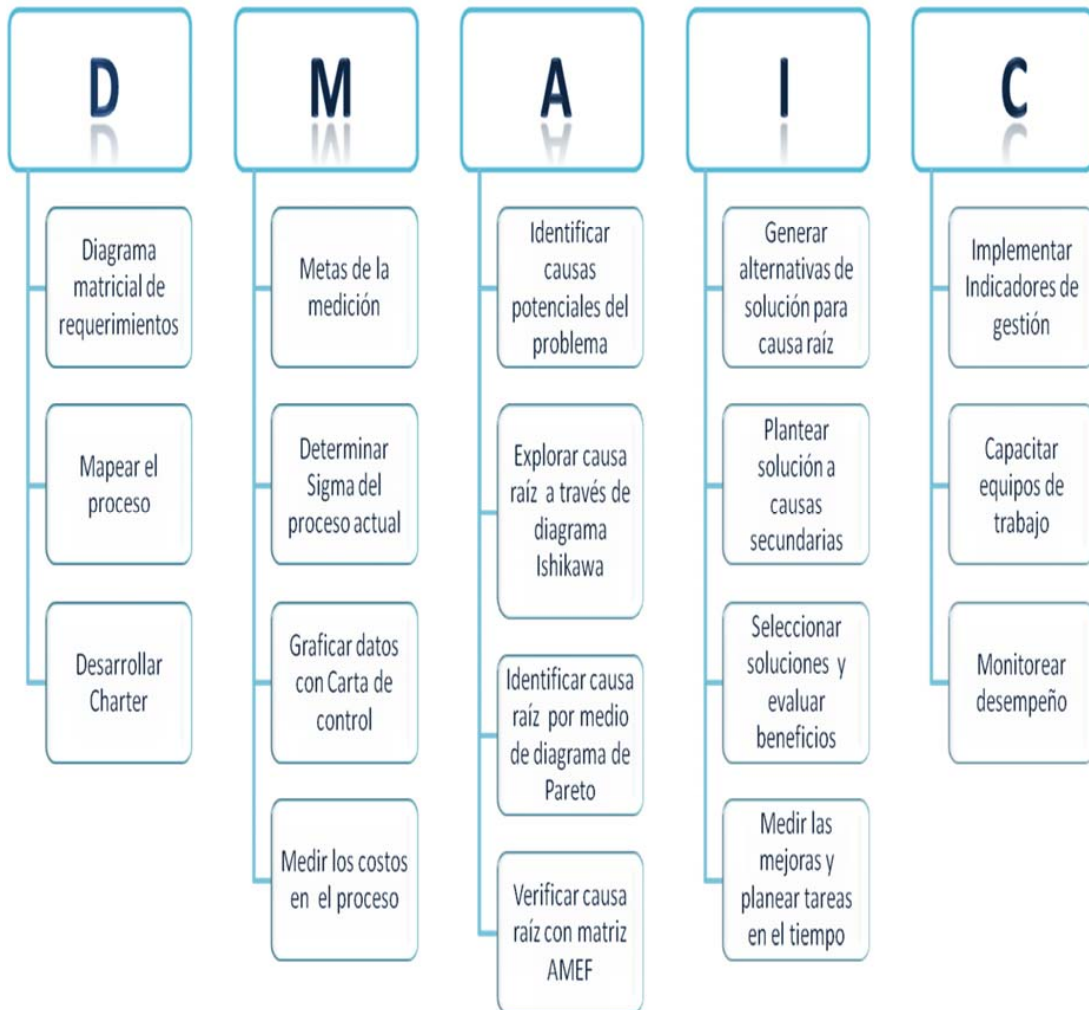 D
Diagrama
matricial de
requerimientos
Mapear el
proceso
Desarrollar
Charter
M
Metas de la
medición
Determinar
Sigma del
proceso actual
Graficar datos
con Carta de
control
Medir los costos
en el proceso
A
Identificar
causas
potenciales del
problema
Explorar causa
raíz a través de
diagrama
Ishikawa
Identificar causa
raíz por medio
de diagrama de
Pareto
Verificar causa
raíz con matriz
AMEF
I
Generar
alternativas de
solución para
causa raíz
Plantear
solución a
causas
secundarias
Seleccionar
soluciones y
evaluar
beneficios
Medir las
mejoras y
planear tareas
en el tiempo
C
Implementar
Indicadores de
gestión
Capacitar
equipos de
trabajo
Monitorear
desempeño